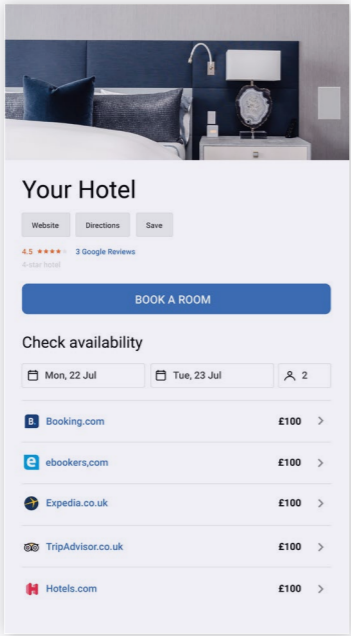 Your Hotel
Website Directions Save
4.5 3 Google Reviews
4-star hotel
BOOK A ROOM
Check availability
Mon, 22 Jul Tue, 23 Jul 2
B. Booking.com £100
e ebookers,com £100
Expedia.co.uk £100
TripAdvisor.co.uk £100
H Hotels.com £100